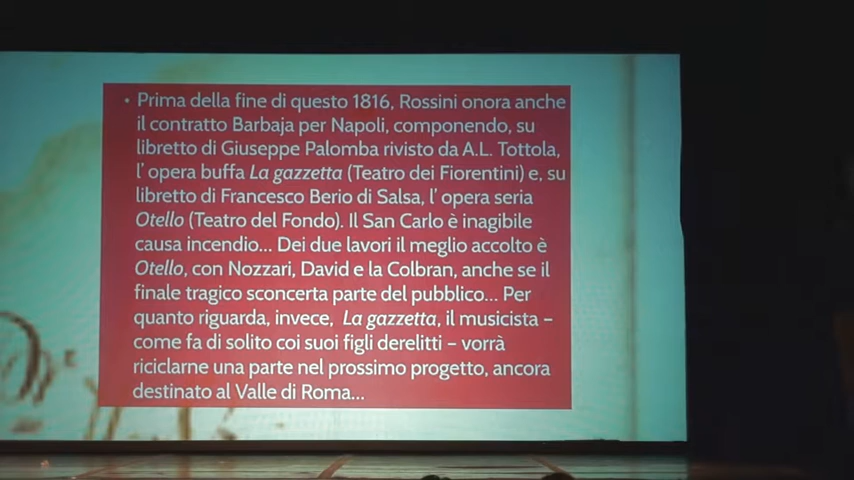 • Prima della fine di questo 1816, Rossini onora anche
il contratto Barbaja per Napoli, componendo, su
libretto di Giuseppe Palomba rivisto da A.L. Tottola,
l' opera buffa La gazzetta (Teatro dei Fiorentini) e, su
libretto di Francesco Berio di Salsa, l' opera seria
Otello (Teatro del Fondo). Il San Carlo è inagibile
causa incendio... Dei due lavori il meglio accolto è
Otello, con Nozzari, David e la Colbran, anche se il
finale tragico sconcerta parte del pubblico... Per
quanto riguarda, invece, La gazzetta, il musicista –
come fa di solito coi suoi figli derelitti – vorrà
riciclarne una parte nel prossimo progetto, ancora
destinato al Valle di Roma...